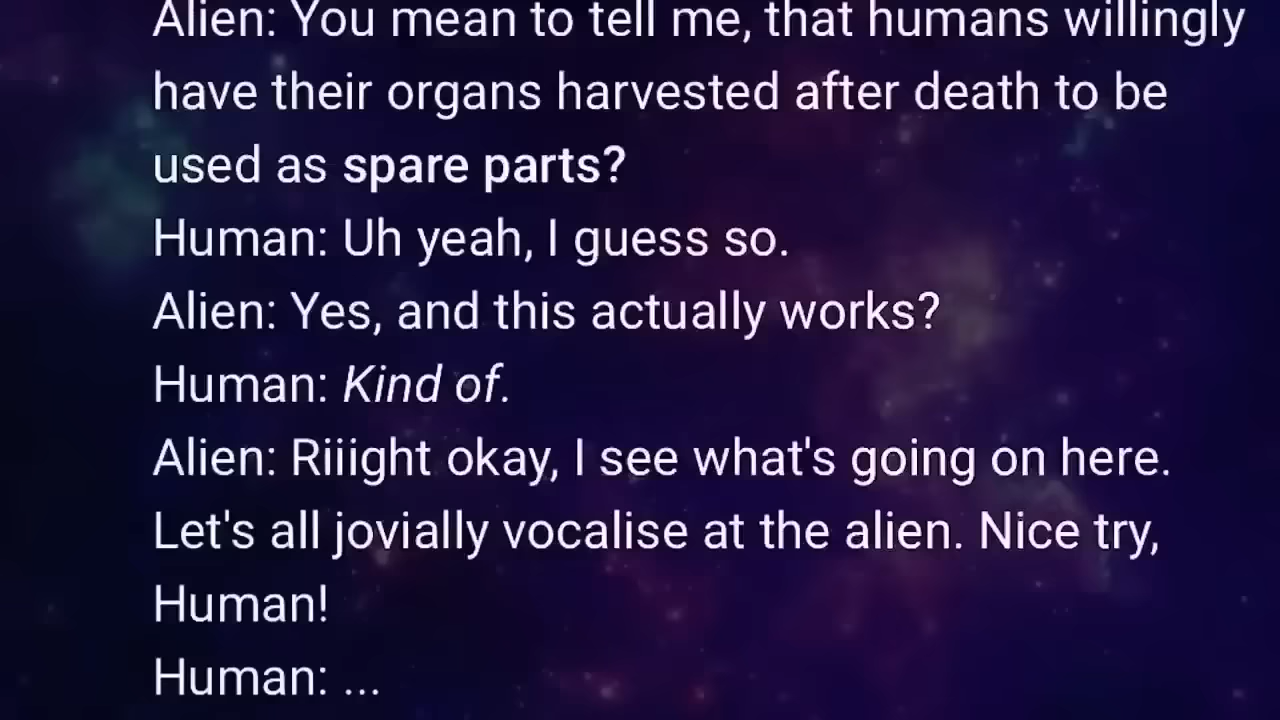 Alien: You mean to tell me, that humans willingly
have their organs harvested after death to be
used as spare parts?
Human: Uh yeah, I guess so.
Alien: Yes, and this actually works?
Human: Kind of.
Alien: Riiight okay, I see what's going on here.
Let's all jovially vocalise at the alien. Nice try,
Human!
Human: ...